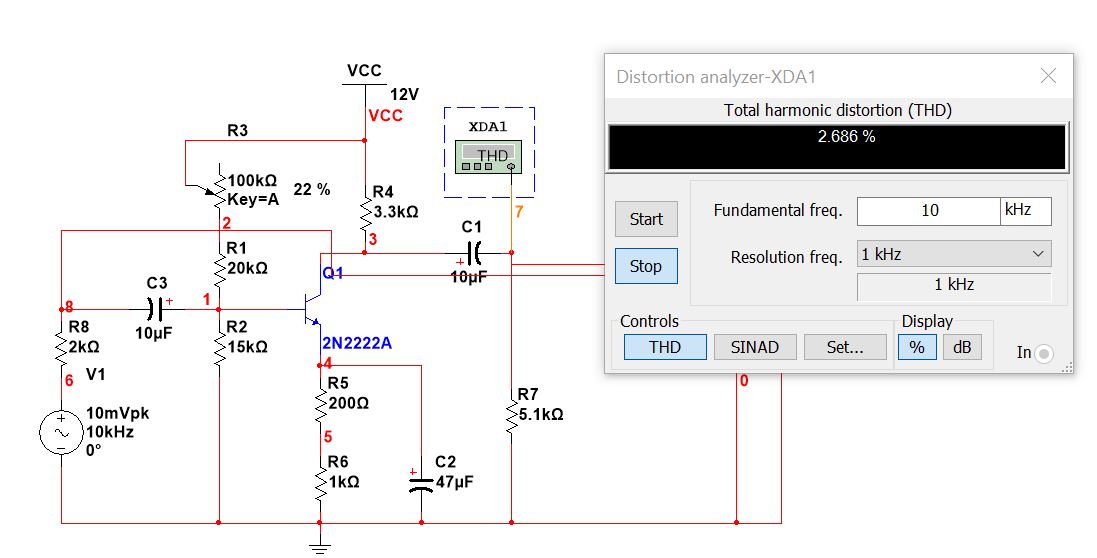 VCC
12V
VCC
R3
XDA1
THD
100kΩ
Key=A
22 %
R4
3.3kΩ
7
2
C1
R1
20kΩ
3
10µF
Q1
C3
1
8
10µF
R8
2kΩ
R2
15kΩ
2N2222A
4
6
V1
R5
200Ω
R7
5.1kΩ
0
10mVpk
10kHz
0°
5
R6
1kΩ
C2
47µF
Distortion analyzer-XDA1
Total harmonic distortion (THD)
2.686 %
Start
Stop
Fundamental freq.
10
kHz
Resolution freq.
1 kHz
1 kHz
Controls
THD
SINAD
Set...
Display
%
dB
In